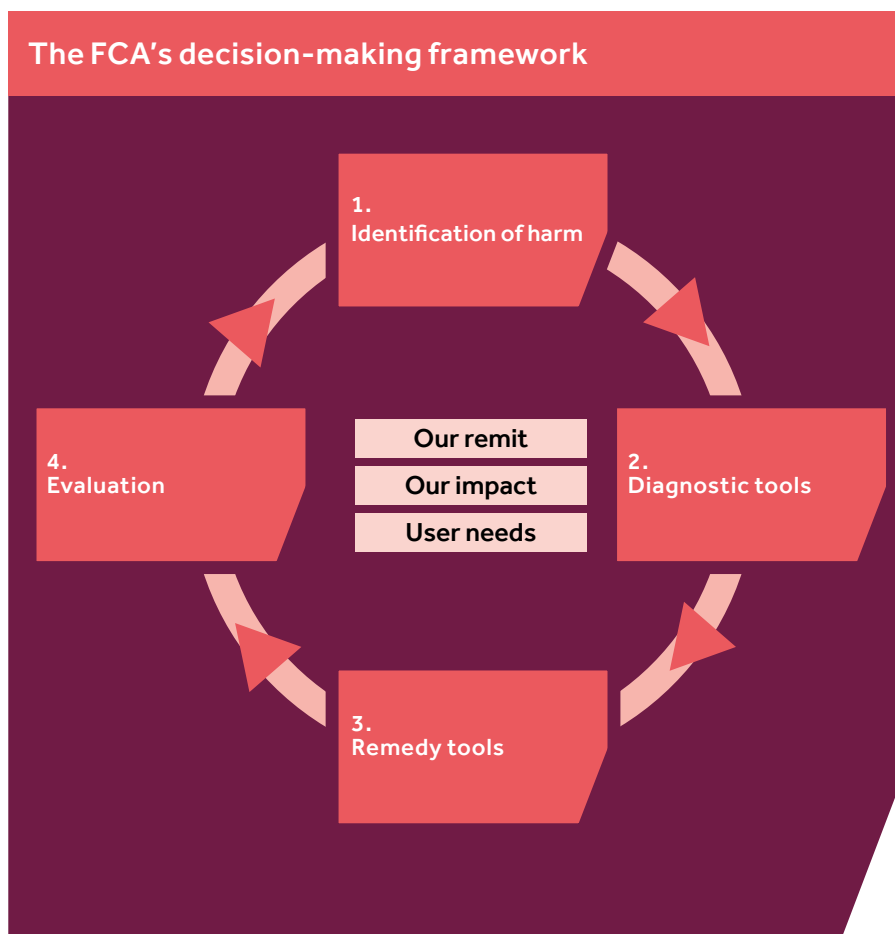 The FCA’s decision-making framework
1.
Identification of harm
2.
Diagnostic tools
3.
Remedy tools
4.
Evaluation
Our remit
Our impact
User needs